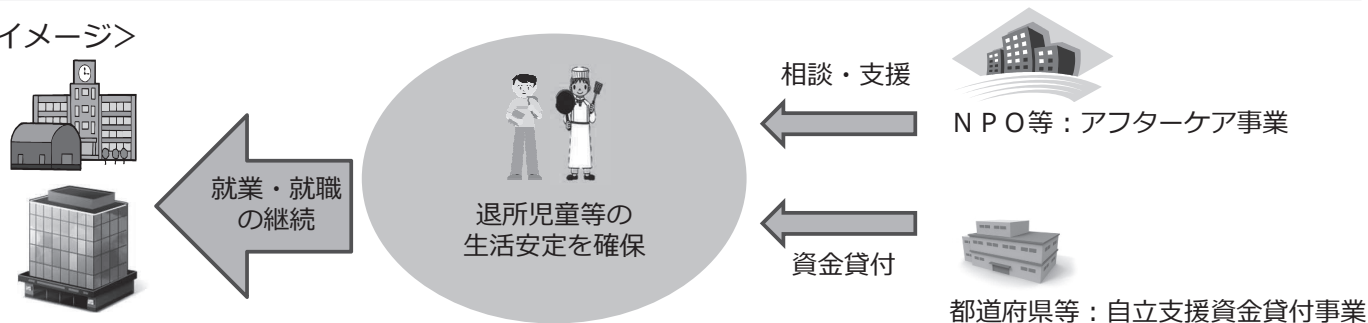 イメージ＞
相談・支援
ＮＰＯ等：アフターケア事業
就業・就職
の継続
退所児童等の
生活安定を確保
資金貸付
都道府県等：自立支援資金貸付事業